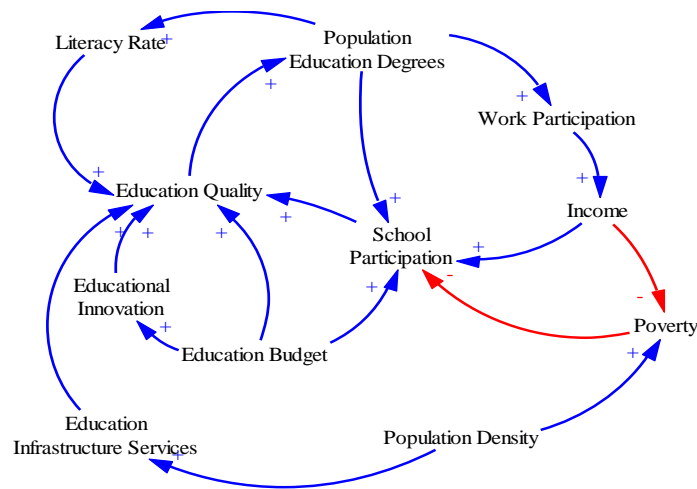 Population
Education Degrees
Literacy Rate
+
+
+
Work Participation
+
Education Quality
+
+
+
+
Income
School
Participation
+
+
+
+
-
-
+
Educational
Innovation
+
Education Budget
Poverty
+
Education
Infrastructure Services
+
Population Density